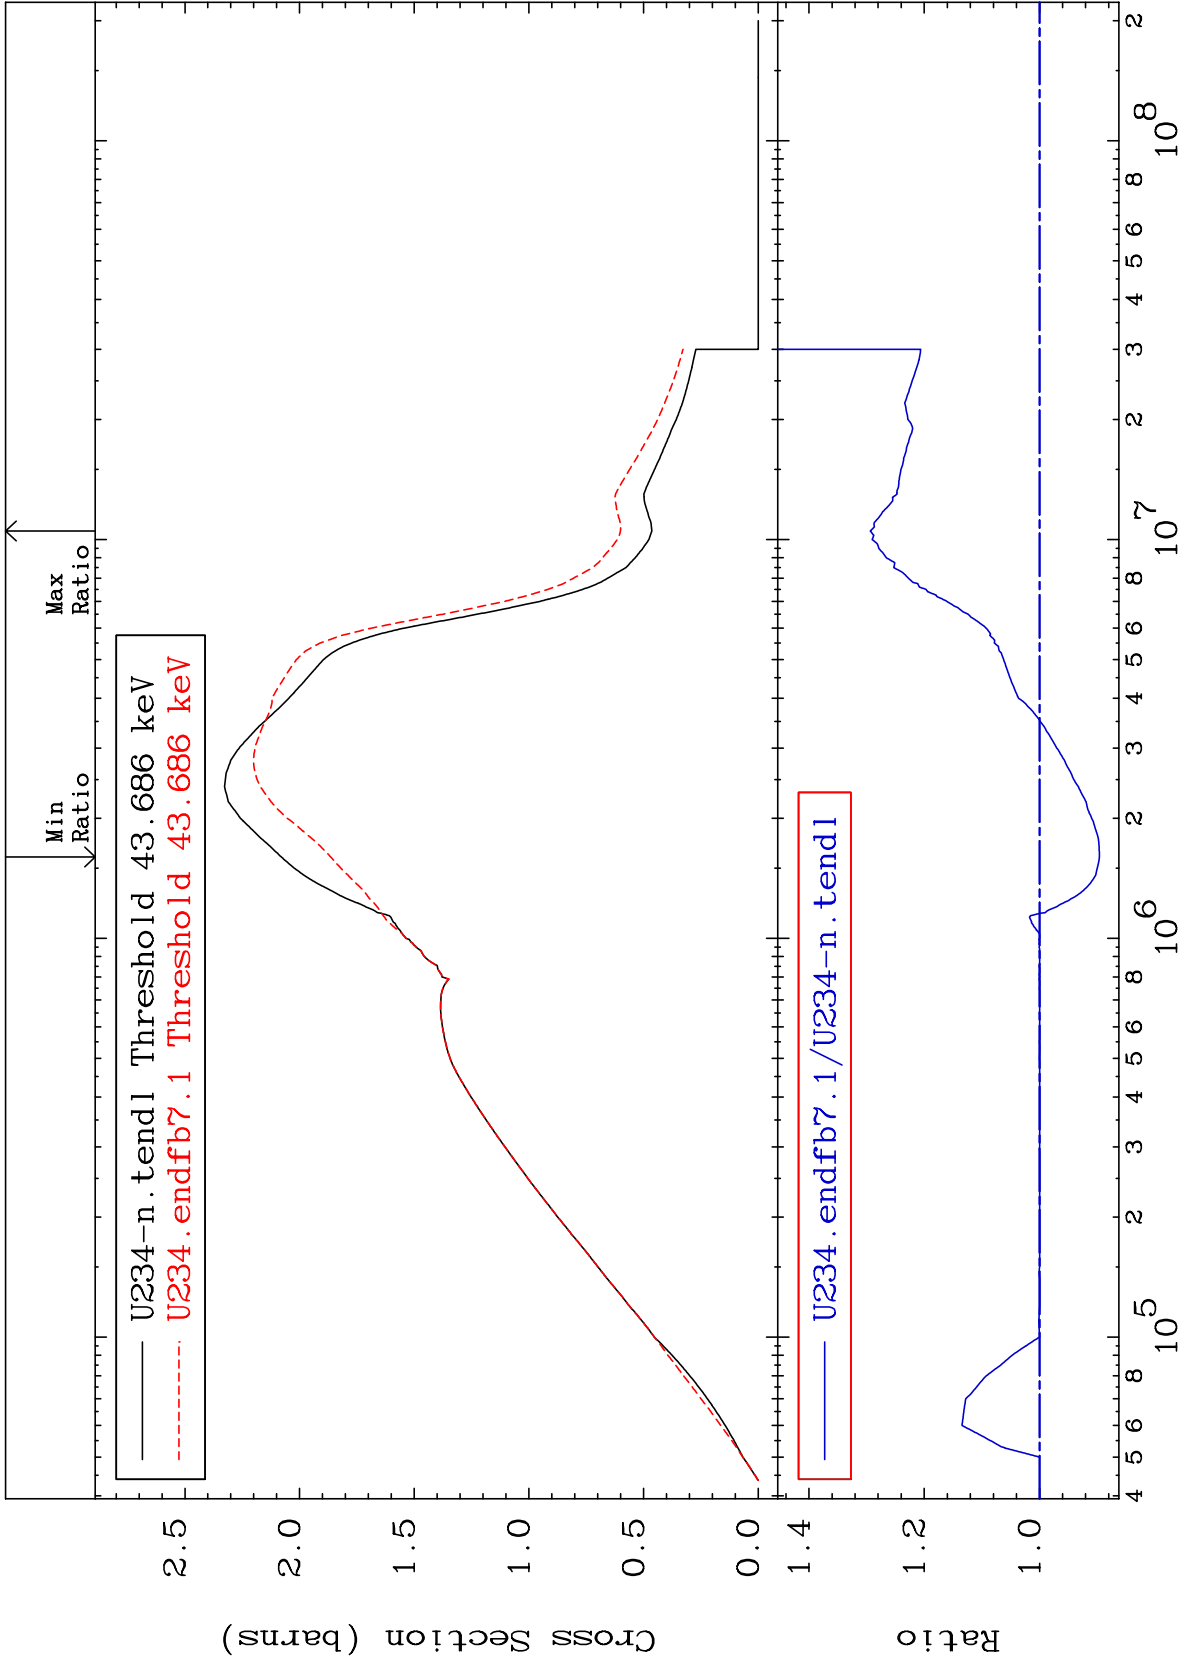 Min
Ratio
Max
Ratio
U234-n.tendl Threshold 43.686 keV
U234.endfb7.1 Threshold 43.686 keV
Cross Section (barns)
2.5
2.0
1.5
1.0
0.5
0.0
U234.endfb7.1/U234-n.tendl
Ratio
1.4
1.2
1.0
4 5 6 8 2 3 4 5 6 8 2 3 4 5 6 8 2 3 4 5 6 8 2
10^5 10^6 10^7 10^8